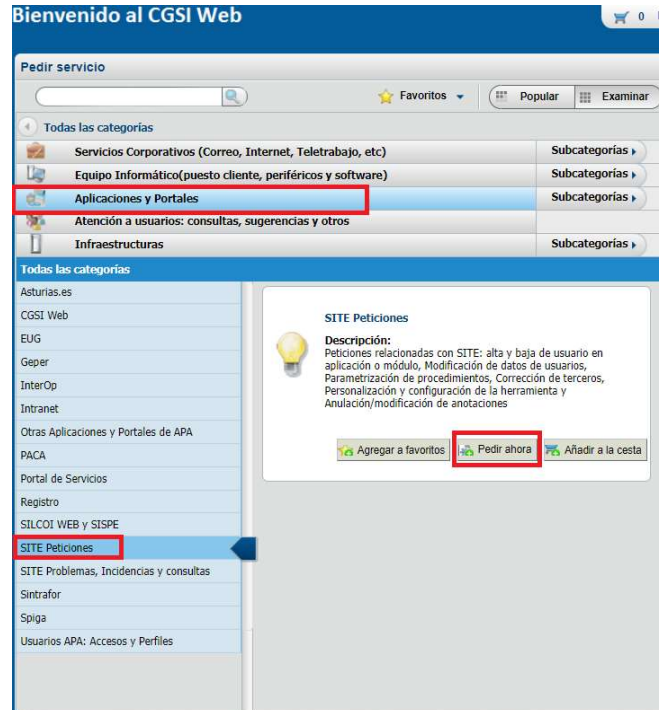 Bienvenido al CGSI Web
0
Pedir servicio
Favoritos
Popular
Examinar
Todas las categorías
Servicios Corporativos (Correo, Internet, Teletrabajo, etc)
Subcategorías
Equipo Informático(puesto cliente, periféricos y software)
Subcategorías
Aplicaciones y Portales
Subcategorías
Atención a usuarios: consultas, sugerencias y otros
Infraestructuras
Subcategorías
Todas las categorías
Asturias.es
CGSI Web
EUG
Geper
InterOp
Intranet
Otras Aplicaciones y Portales de APA
PACA
Portal de Servicios
Registro
SILCOI WEB y SISPE
SITE Peticiones
SITE Problemas, Incidencias y consultas
Sintrafor
Spiga
Usuarios APA: Accesos y Perfiles
SITE Peticiones
Descripción:
Peticiones relacionadas con SITE: alta y baja de usuario en
aplicación o módulo, Modificación de datos de usuarios,
Parametrización de procedimientos, Corrección de terceros,
Personalización y configuración de la herramienta y
Anulación/modificación de anotaciones
Agregar a favoritos
Pedir ahora
Añadir a la cesta